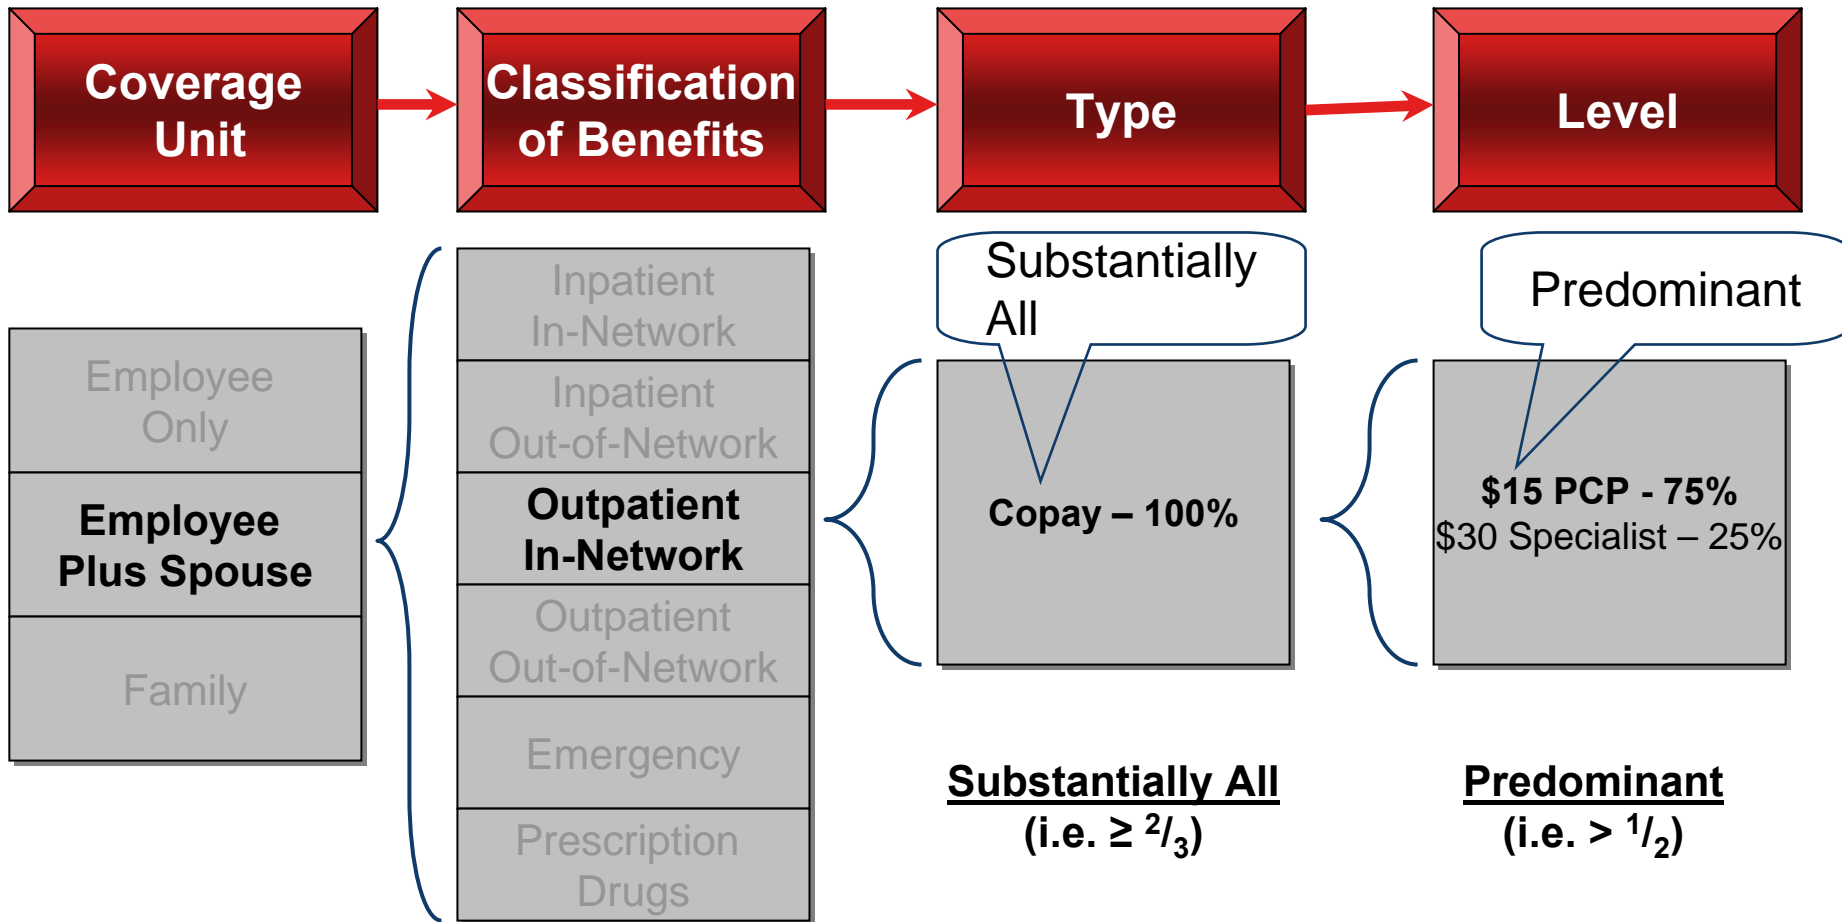 Coverage
Unit
Classification
of Benefits
Type
Level
Employee
Only
Employee
Plus Spouse
Family
Inpatient
In-Network
Inpatient
Out-of-Network
Outpatient
In-Network
Outpatient
Out-of-Network
Emergency
Prescription
Drugs
Substantially
All
Copay – 100%
Substantially All
(i.e. ≥ 2/3)
Predominant
$15 PCP - 75%
$30 Specialist – 25%
Predominant
(i.e. > 1/2)